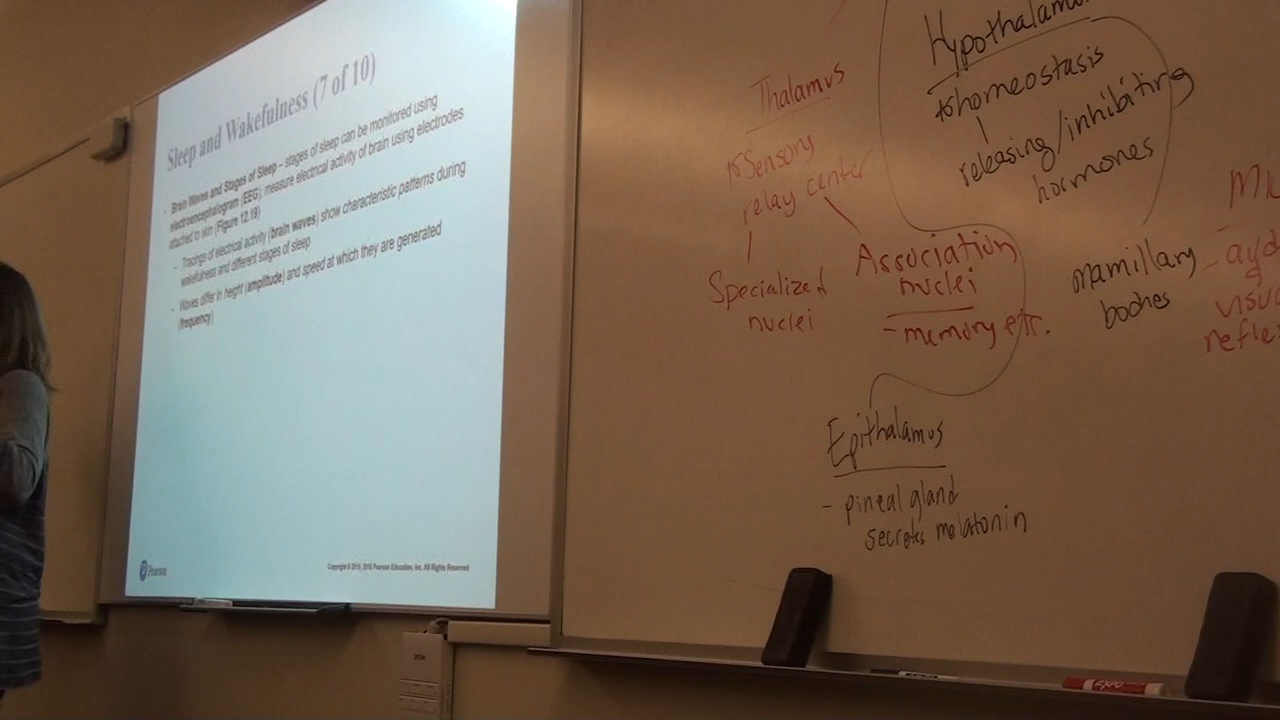 Sleep and Wakefulness (7 of 10)
Brain Waves and Stages of Sleep – stages of sleep can be monitored using
electroencephalogram (EEG); measure electrical activity of brain using electrodes
attached to skin (Figure 12.19)
– Tracings of electrical activity (brain waves) show characteristic patterns during
wakefulness and different stages of sleep
– Waves differ in height (amplitude) and speed at which they are generated
(frequency)
Pearson
Copyright © 2019, 2016 Pearson Education, Inc. All Rights Reserved
Thalamus
Sensory
relay center
Specialized
nuclei
Association
nuclei
- memory etc.
Hypothalamus
homeostasis
releasing/inhibiting
hormones
mamillary
bodies
Epithalamus
- pineal gland
secretes melatonin
&
EXPO